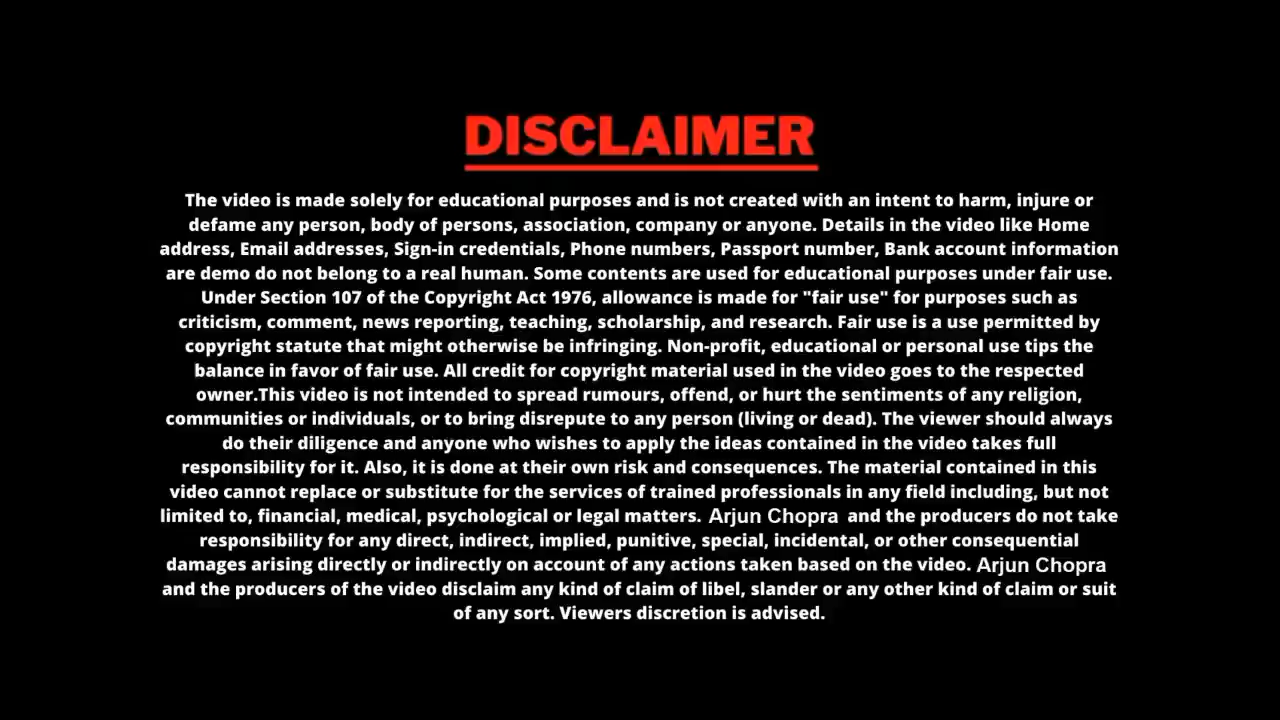 DISCLAIMER
The video is made solely for educational purposes and is not created with an intent to harm, injure or
defame any person, body of persons, association, company or anyone. Details in the video like Home
address, Email addresses, Sign-in credentials, Phone numbers, Passport number, Bank account information
are demo do not belong to a real human. Some contents are used for educational purposes under fair use.
Under Section 107 of the Copyright Act 1976, allowance is made for "fair use" for purposes such as
criticism, comment, news reporting, teaching, scholarship, and research. Fair use is a use permitted by
copyright statute that might otherwise be infringing. Non-profit, educational or personal use tips the
balance in favor of fair use. All credit for copyright material used in the video goes to the respected
owner.This video is not intended to spread rumours, offend, or hurt the sentiments of any religion,
communities or individuals, or to bring disrepute to any person (living or dead). The viewer should always
do their diligence and anyone who wishes to apply the ideas contained in the video takes full
responsibility for it. Also, it is done at their own risk and consequences. The material contained in this
video cannot replace or substitute for the services of trained professionals in any field including, but not
limited to, financial, medical, psychological or legal matters. Arjun Chopra and the producers do not take
responsibility for any direct, indirect, implied, punitive, special, incidental, or other consequential
damages arising directly or indirectly on account of any actions taken based on the video. Arjun Chopra
and the producers of the video disclaim any kind of claim of libel, slander or any other kind of claim or suit
of any sort. Viewers discretion is advised.